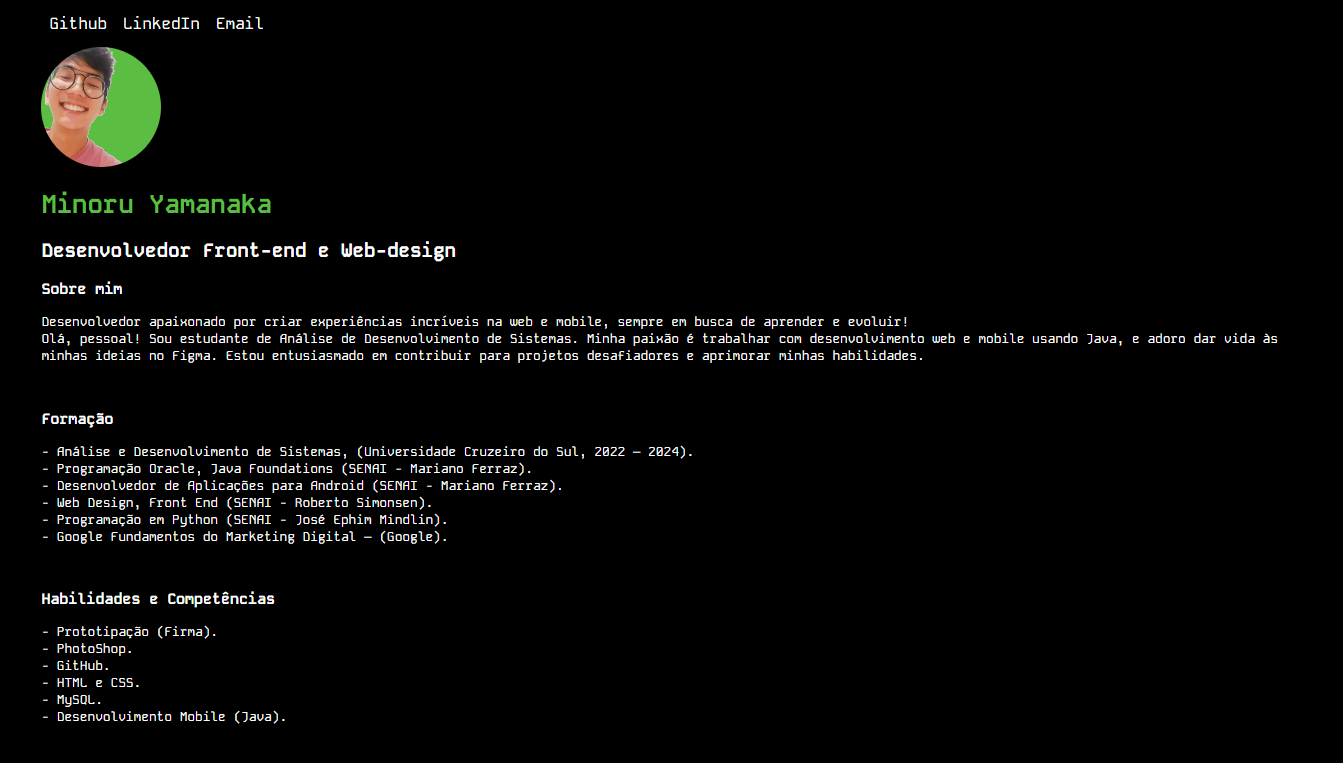 Github LinkedIn Email
Minoru Yamanaka
Desenvolvedor Front-end e Web-design
Sobre mim
Desenvolvedor apaixonado por criar experiências incríveis na web e mobile, sempre em busca de aprender e evoluir!
Olá, pessoal! Sou estudante de Análise de Desenvolvimento de Sistemas. Minha paixão é trabalhar com desenvolvimento web e mobile usando Java, e adoro dar vida às
minhas ideias no Figma. Estou entusiasmado em contribuir para projetos desafiadores e aprimorar minhas habilidades.
Formação
- Análise e Desenvolvimento de Sistemas, (Universidade Cruzeiro do Sul, 2022 – 2024).
- Programação Oracle, Java Foundations (SENAI - Mariano Ferraz).
- Desenvolvedor de Aplicações para Android (SENAI - Mariano Ferraz).
- Web Design, Front End (SENAI - Roberto Simonsen).
- Programação em Python (SENAI - José Ephim Mindlin).
- Google Fundamentos do Marketing Digital – (Google).
Habilidades e Competências
- Prototipação (Firma).
- PhotoShop.
- GitHub.
- HTML e CSS.
- MySQL.
- Desenvolvimento Mobile (Java).